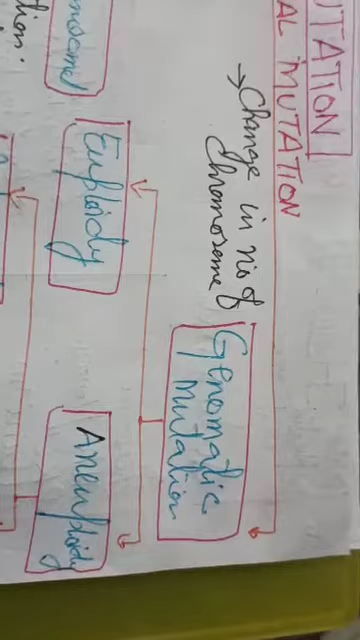 UTATION
AL MUTATION
→ Change in no of
Chromosome
Genomatic
Mutation
Euploidy
Aneuploidy